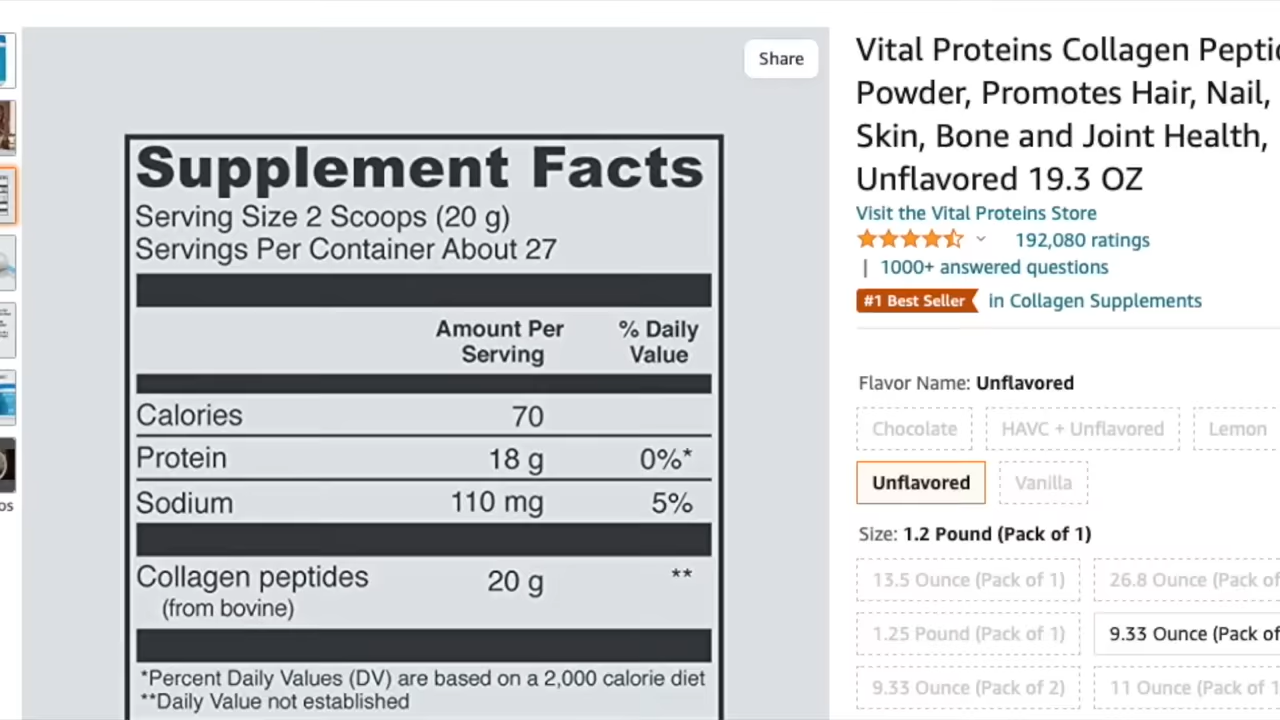 Share
Supplement Facts
Serving Size 2 Scoops (20 g)
Servings Per Container About 27
Amount Per Serving
% Daily Value
Calories 70
Protein 18 g 0%*
Sodium 110 mg 5%
Collagen peptides 20 g **
(from bovine)
*Percent Daily Values (DV) are based on a 2,000 calorie diet
**Daily Value not established
os
Vital Proteins Collagen Peptic
Powder, Promotes Hair, Nail,
Skin, Bone and Joint Health,
Unflavored 19.3 OZ
Visit the Vital Proteins Store
192,080 ratings
| 1000+ answered questions
#1 Best Seller in Collagen Supplements
Flavor Name: Unflavored
Chocolate HAVC + Unflavored Lemon
Unflavored Vanilla
Size: 1.2 Pound (Pack of 1)
13.5 Ounce (Pack of 1) 26.8 Ounce (Pack of
1.25 Pound (Pack of 1) 9.33 Ounce (Pack of
9.33 Ounce (Pack of 2) 11 Ounce (Pack of 1